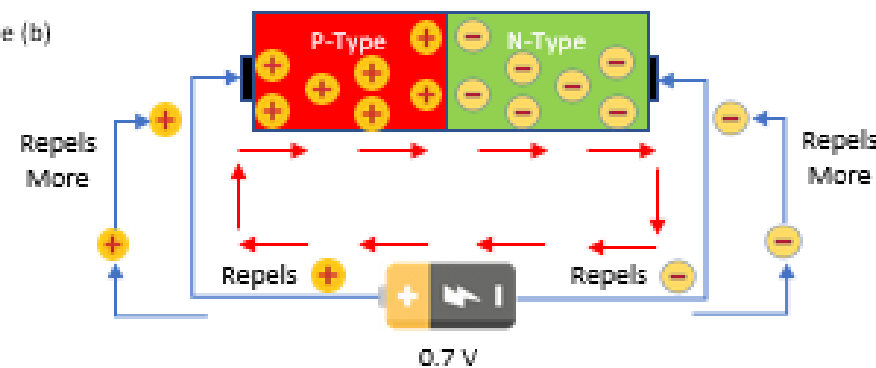 e (b)
P-Type
N-Type
Repels
More
Repels
More
Repels
Repels
0.7 V